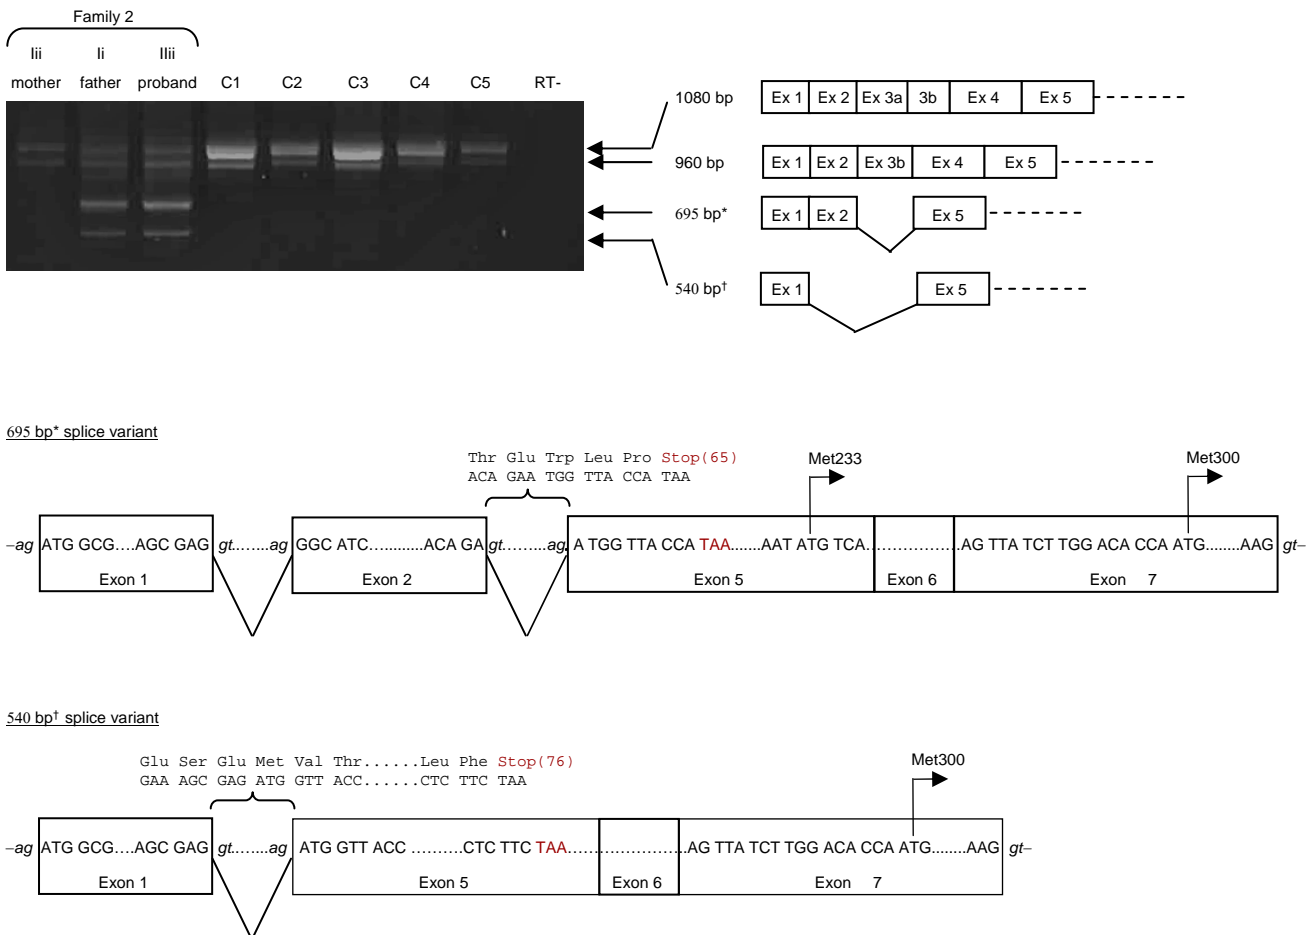 Family 2
Iii Ii IIii
mother father proband C1 C2 C3 C4 C5 RT-
1080 bp Ex 1 Ex 2 Ex 3a 3b Ex 4 Ex 5
960 bp Ex 1 Ex 2 Ex 3b Ex 4 Ex 5
695 bp* Ex 1 Ex 2 Ex 5
540 bp† Ex 1 Ex 5
695 bp* splice variant
Thr Glu Trp Leu Pro Stop(65) Met233 Met300
ACA GAA TGG TTA CCA TAA
–ag ATG GCG....AGC GAG gt........ag GGC ATC..............ACA GA gt.........ag. A TGG TTA CCA TAA.......AAT ATG TCA..................AG TTA TCT TGG ACA CCA ATG........AAG gt–
Exon 1 Exon 2 Exon 5 Exon 6 Exon 7
540 bp† splice variant
Glu Ser Glu Met Val Thr......Leu Phe Stop(76) Met300
GAA AGC GAG ATG GTT ACC......CTC TTC TAA
–ag ATG GCG....AGC GAG gt........ag ATG GTT ACC ..........CTC TTC TAA........................AG TTA TCT TGG ACA CCA ATG........AAG gt–
Exon 1 Exon 5 Exon 6 Exon 7